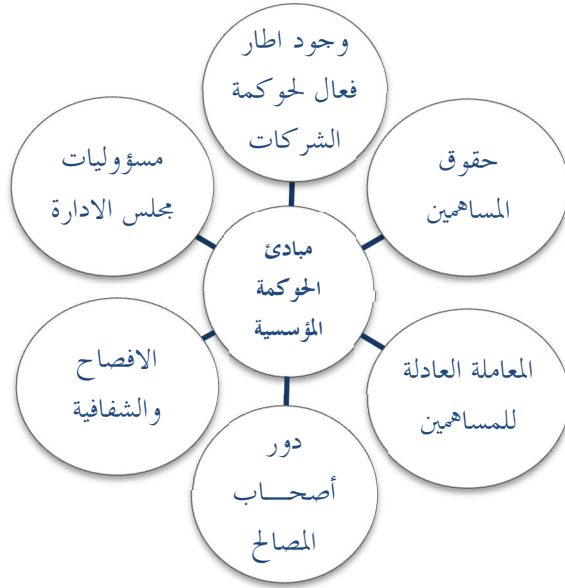 وجود اطار
فعال لحوكمة
الشركات
حقوق
المساهمين
المعاملة العادلة
للمساهمين
دور
أصحـــاب
المصالح
الافصاح
والشفافية
مسؤوليات
مجلس الادارة
مبادئ
الحوكمة
المؤسسية